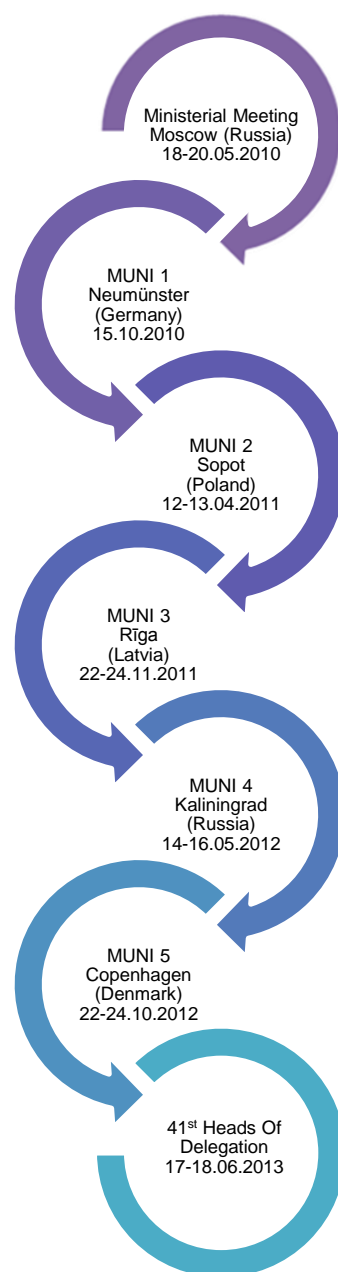 Ministerial Meeting
Moscow (Russia)
18-20.05.2010
MUNI 1
Neumünster
(Germany)
15.10.2010
MUNI 2
Sopot
(Poland)
12-13.04.2011
MUNI 3
Rīga
(Latvia)
22-24.11.2011
MUNI 4
Kaliningrad
(Russia)
14-16.05.2012
MUNI 5
Copenhagen
(Denmark)
22-24.10.2012
41st Heads Of
Delegation
17-18.06.2013